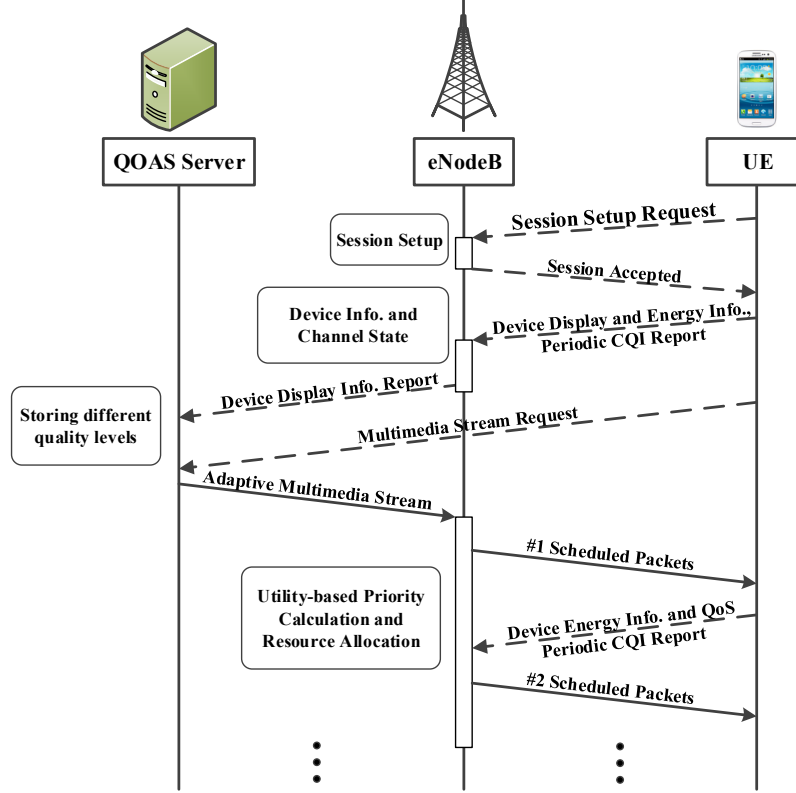 QOAS Server
eNodeB
UE
Session Setup Request
Session Setup
Session Accepted
Device Info. and
Channel State
Device Display and Energy Info.,
Periodic CQI Report
Device Display Info. Report
Storing different
quality levels
Multimedia Stream Request
Adaptive Multimedia Stream
#1 Scheduled Packets
Utility-based Priority
Calculation and
Resource Allocation
Device Energy Info. and QoS
Periodic CQI Report
#2 Scheduled Packets